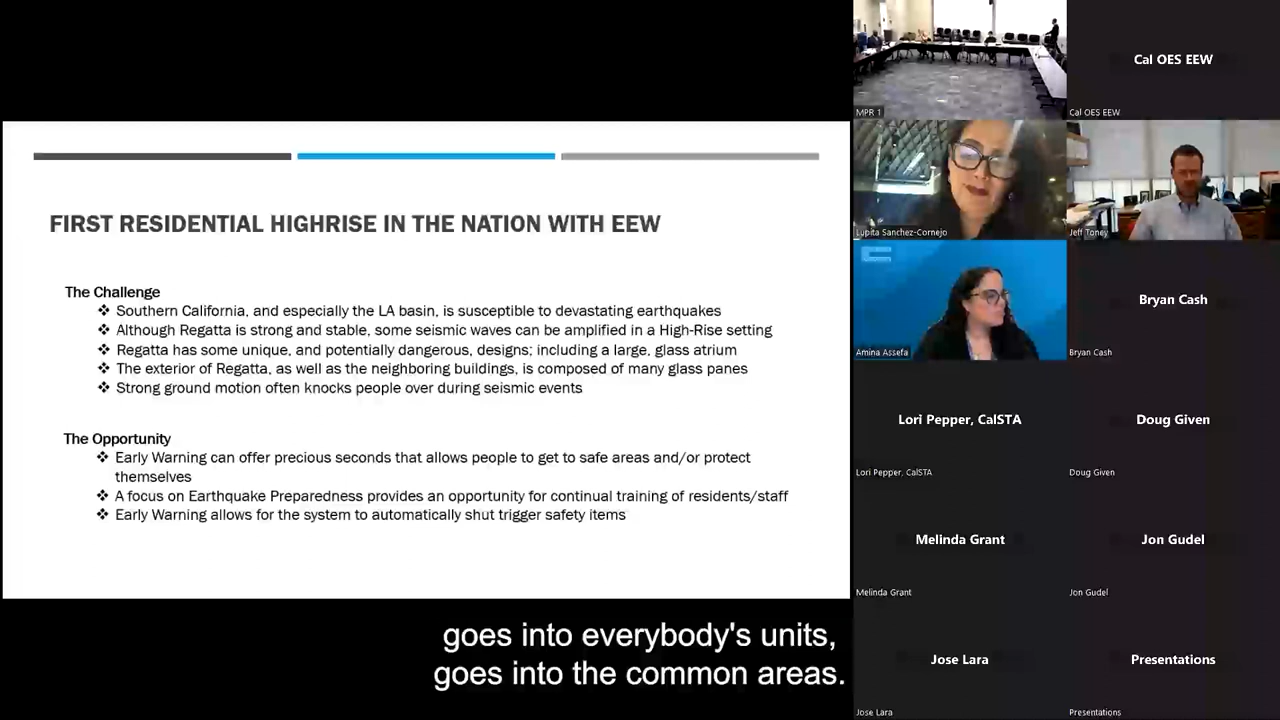 FIRST RESIDENTIAL HIGHRISE IN THE NATION WITH EEW
The Challenge
❖ Southern California, and especially the LA basin, is susceptible to devastating earthquakes
❖ Although Regatta is strong and stable, some seismic waves can be amplified in a High-Rise setting
❖ Regatta has some unique, and potentially dangerous, designs; including a large, glass atrium
❖ The exterior of Regatta, as well as the neighboring buildings, is composed of many glass panes
❖ Strong ground motion often knocks people over during seismic events
The Opportunity
❖ Early Warning can offer precious seconds that allows people to get to safe areas and/or protect
themselves
❖ A focus on Earthquake Preparedness provides an opportunity for continual training of residents/staff
❖ Early Warning allows for the system to automatically shut trigger safety items
goes into everybody's units,
goes into the common areas.
MPR 1
Cal OES EEW
Cal OES EEW
Lupita Sanchez-Cornejo
Jeff Toney
Amina Assefa
Bryan Cash
Bryan Cash
Lori Pepper, CalSTA
Lori Pepper, CalSTA
Doug Given
Doug Given
Melinda Grant
Melinda Grant
Jon Gudel
Jon Gudel
Jose Lara
Jose Lara
Presentations
Presentations